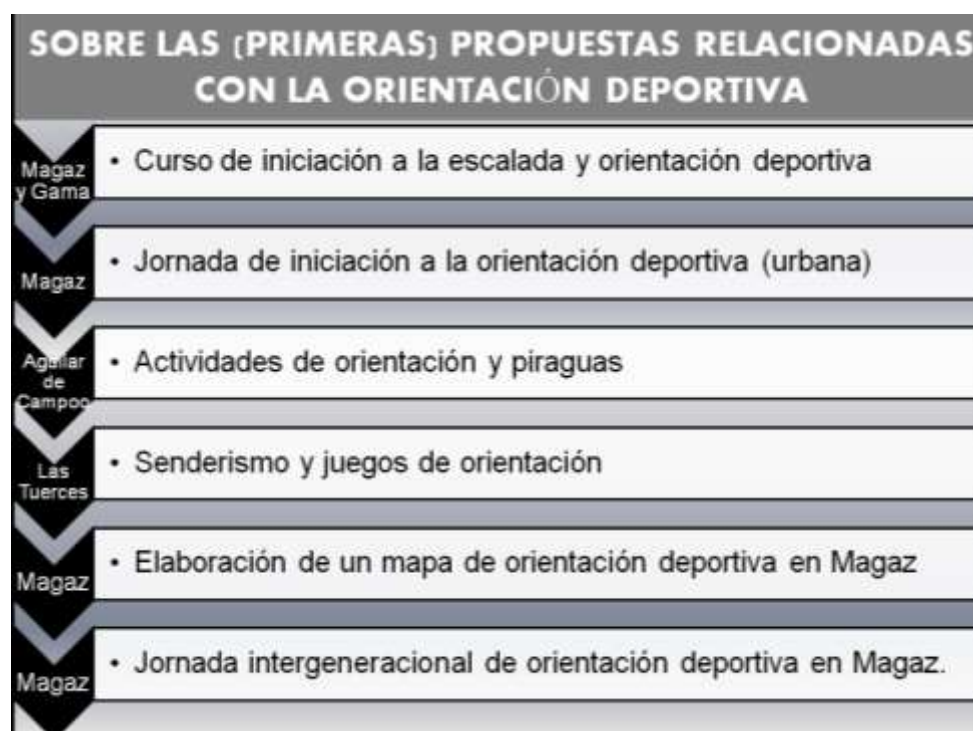 SOBRE LAS (PRIMERAS) PROPUESTAS RELACIONADAS
CON LA ORIENTACIÓN DEPORTIVA
Magaz
y Gama
• Curso de iniciación a la escalada y orientación deportiva
Magaz
• Jornada de iniciación a la orientación deportiva (urbana)
Aguilar
de
Campoo
• Actividades de orientación y piraguas
Las
Tuerces
• Senderismo y juegos de orientación
Magaz
• Elaboración de un mapa de orientación deportiva en Magaz
Magaz
• Jornada intergeneracional de orientación deportiva en Magaz.